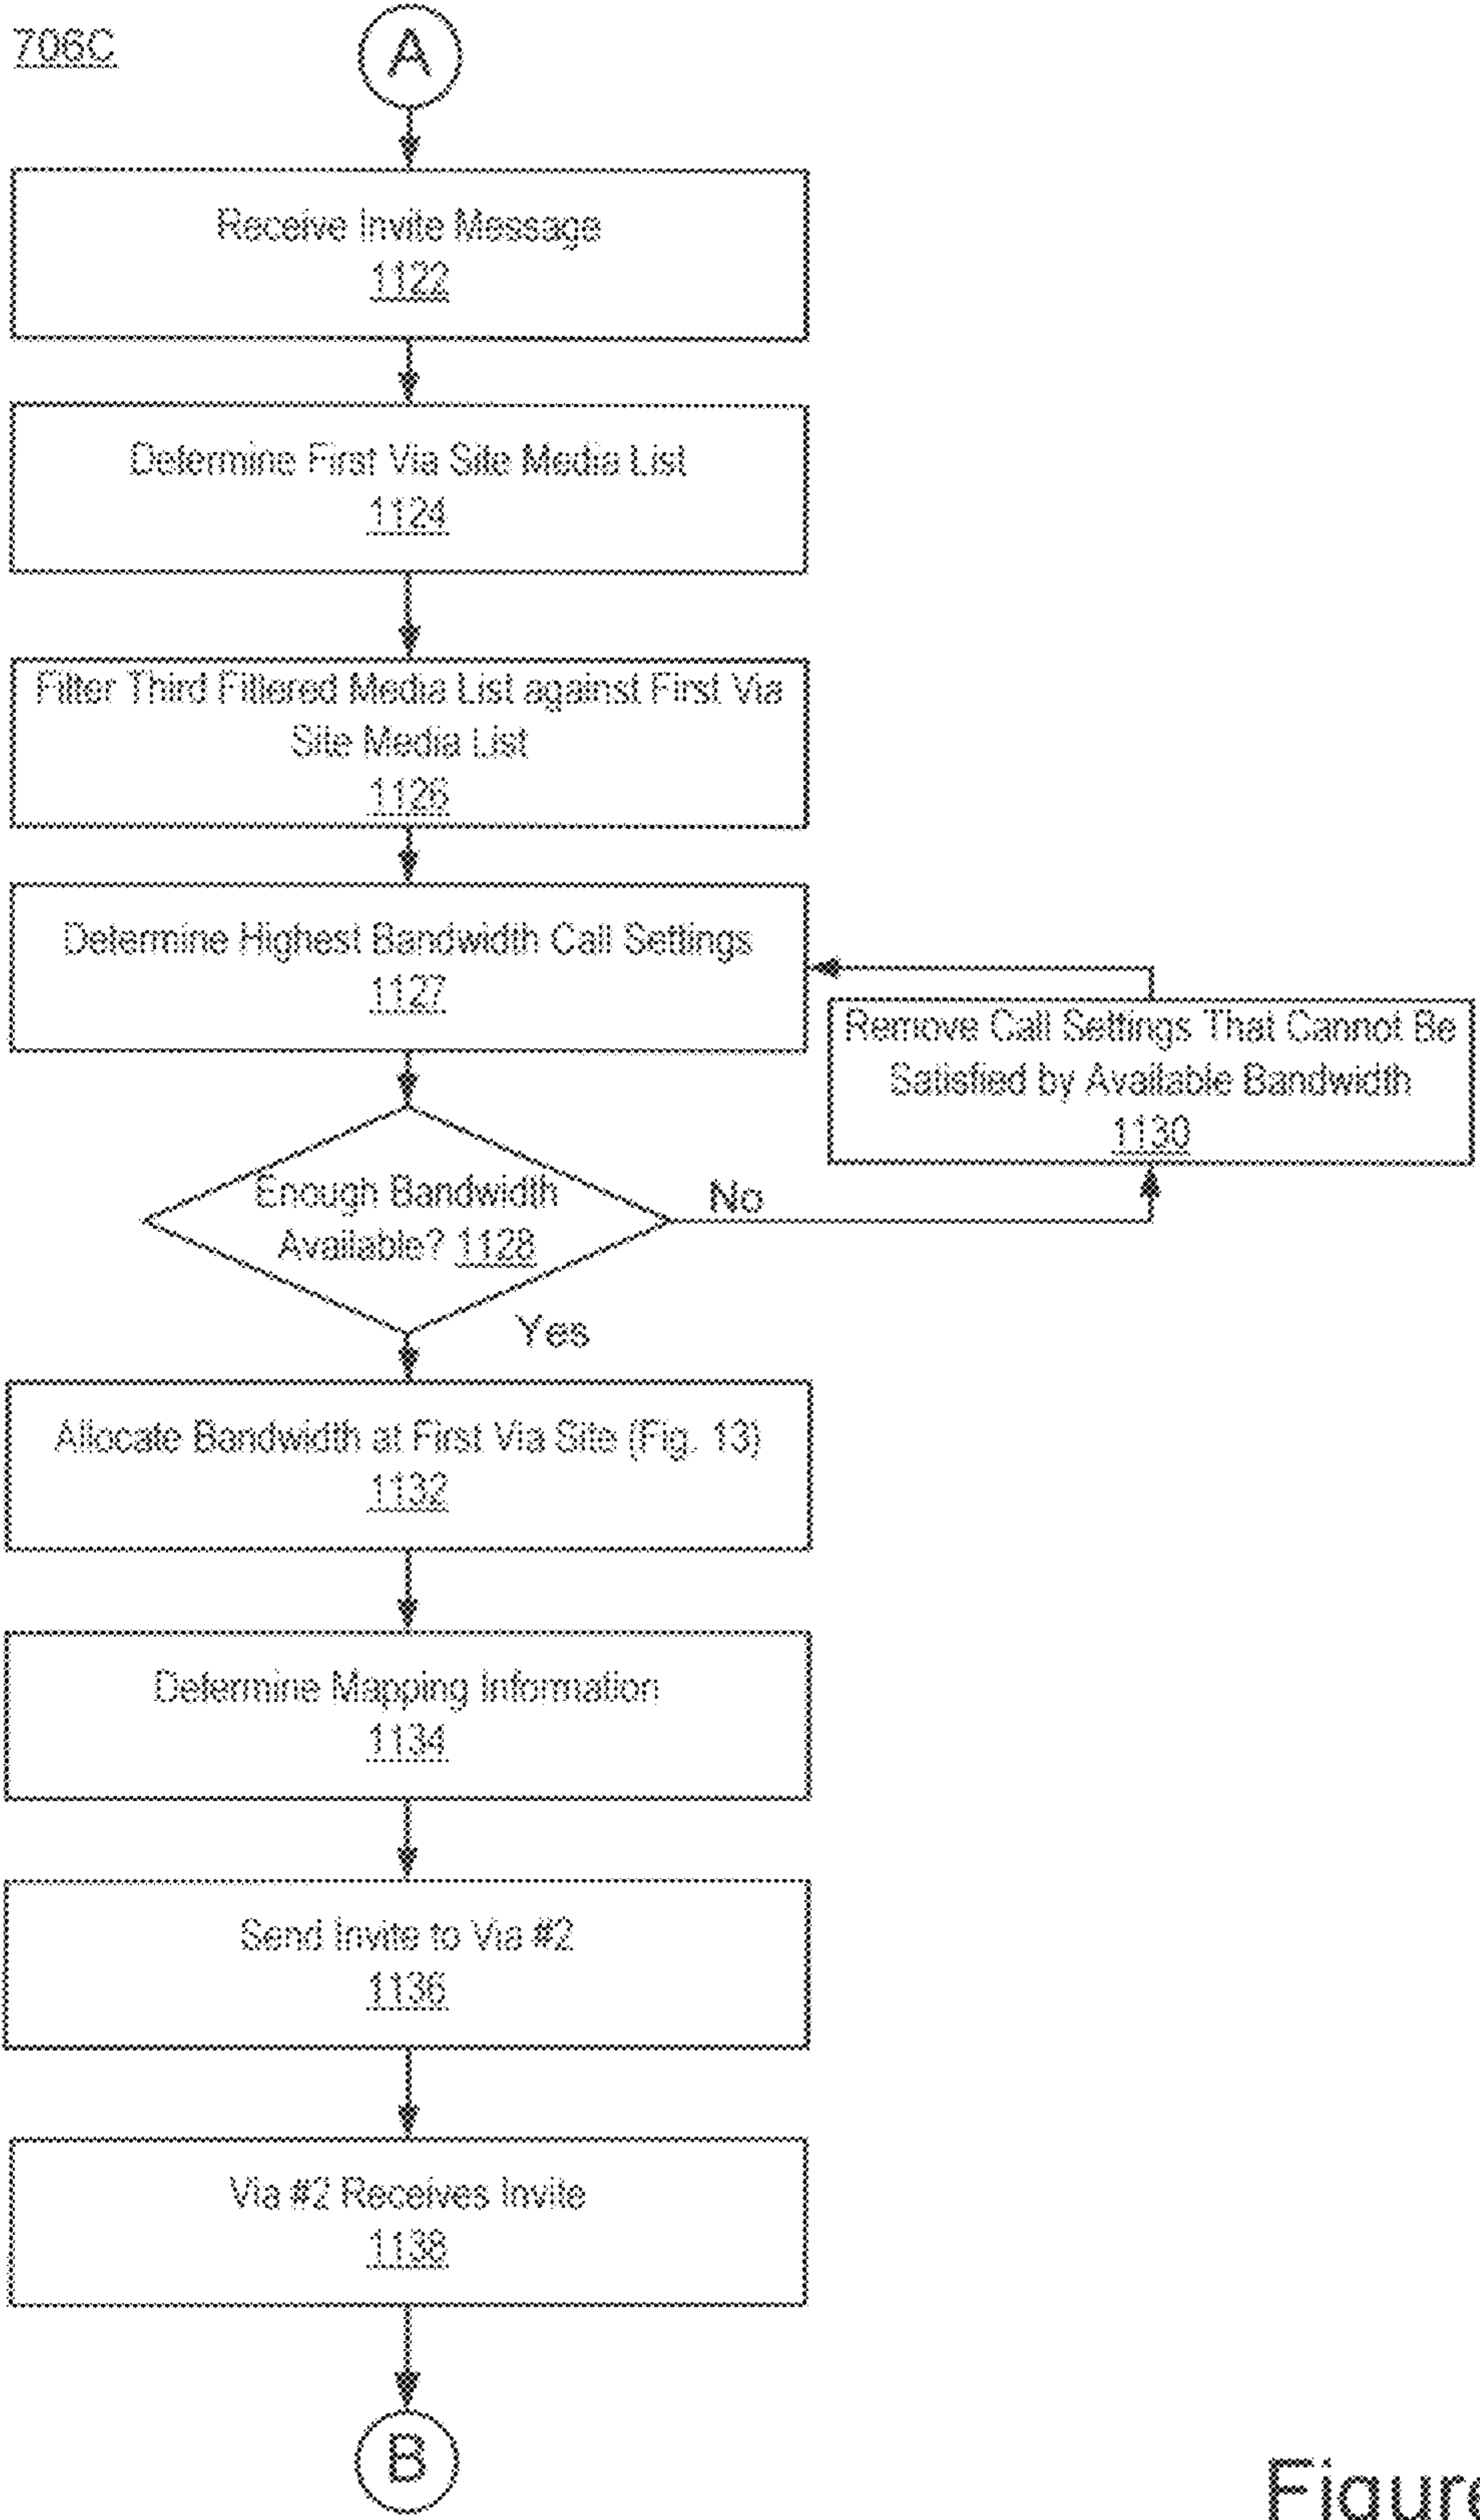 706C
A
Receive Invite Message
1122
Determine First Via Site Media List
1124
Filter Third Filtered Media List against First Via
Site Media List
1126
Determine Highest Bandwidth Call Settings
1127
Remove Call Settings That Cannot Be
Satisfied by Available Bandwidth
1130
Enough Bandwidth
Available? 1128
No
Yes
Allocate Bandwidth at First Via Site (Fig. 13)
1132
Determine Mapping Information
1134
Send Invite to Via #2
1136
Via #2 Receives Invite
1138
B
Figure